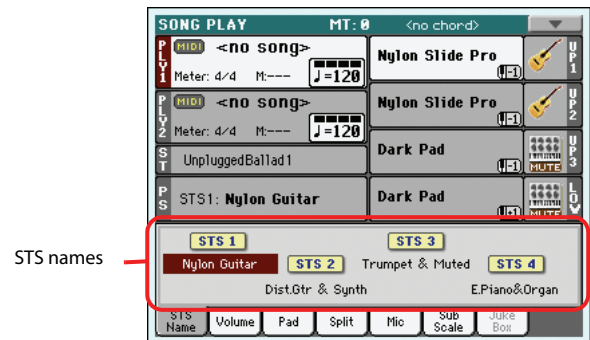 SONG PLAY MT: 0 <no chord>
PLY1 MIDI <no song>
Meter: 4/4 M:--- ♩=120
Nylon Slide Pro
-1
UP1
PLY2 MIDI <no song>
Meter: 4/4 M:--- ♩=120
Nylon Slide Pro
-1
UP2
ST UnpluggedBallad1
Dark Pad
-1
MUTE
UP3
PS STS1: Nylon Guitar
Dark Pad
MUTE
LOW
STS names
STS 1 STS 3
Nylon Guitar STS 2 Trumpet & Muted STS 4
Dist.Gtr & Synth E.Piano&Organ
STS Name Volume Pad Split Mic Sub Scale Juke Box